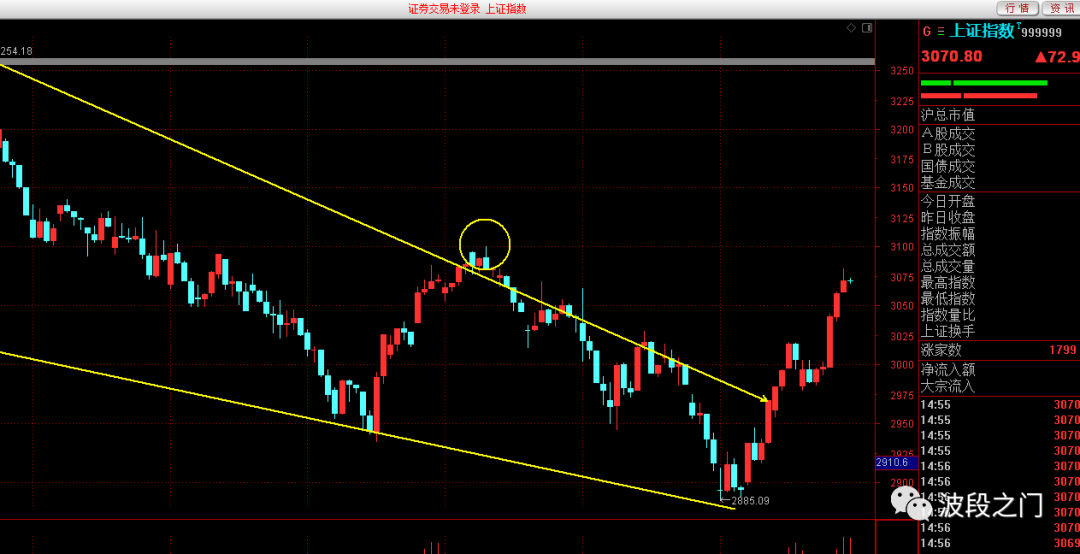 证券交易未登录 上证指数
行 情
资 讯
254.18
G
上证指数
999999
3070.80
▲72.9
沪总市值
A股成交
B股成交
国债成交
基金成交
今日开盘
昨日收盘
指数振幅
总成交额
总成交量
最高指数
最低指数
指数量比
上证换手
涨家数 1799
净流入额
大宗流入
3250
3225
3200
3175
3150
3125
3100
3075
3050
3025
3000
2975
2950
2925
2910.6
2900
2885.09
14:55 3070
14:55 3070
14:55 3070
14:55 3070
14:56 3070
14:56 3070
14:56 3070
3070
14:56 3070
14:56 3069
波段之门